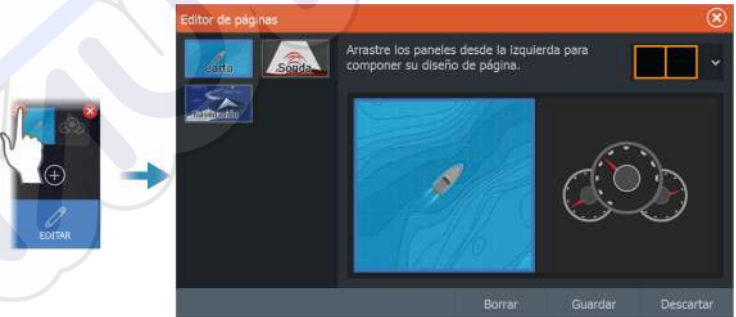 Editor de páginas
Carta
Sonda
Navegación
Arrastre los paneles desde la izquierda para
componer su diseño de página.
EDITAR
Borrar
Guardar
Descartar